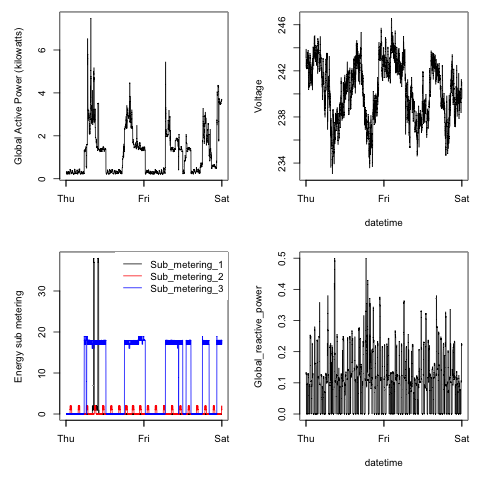 Global Active Power (kilowatts)
0 2 4 6
Thu Fri Sat
Voltage
234 238 242 246
Thu Fri Sat
datetime
Energy sub metering
0 10 20 30
Sub_metering_1
Sub_metering_2
Sub_metering_3
Thu Fri Sat
Global_reactive_power
0.0 0.1 0.2 0.3 0.4 0.5
Thu Fri Sat
datetime